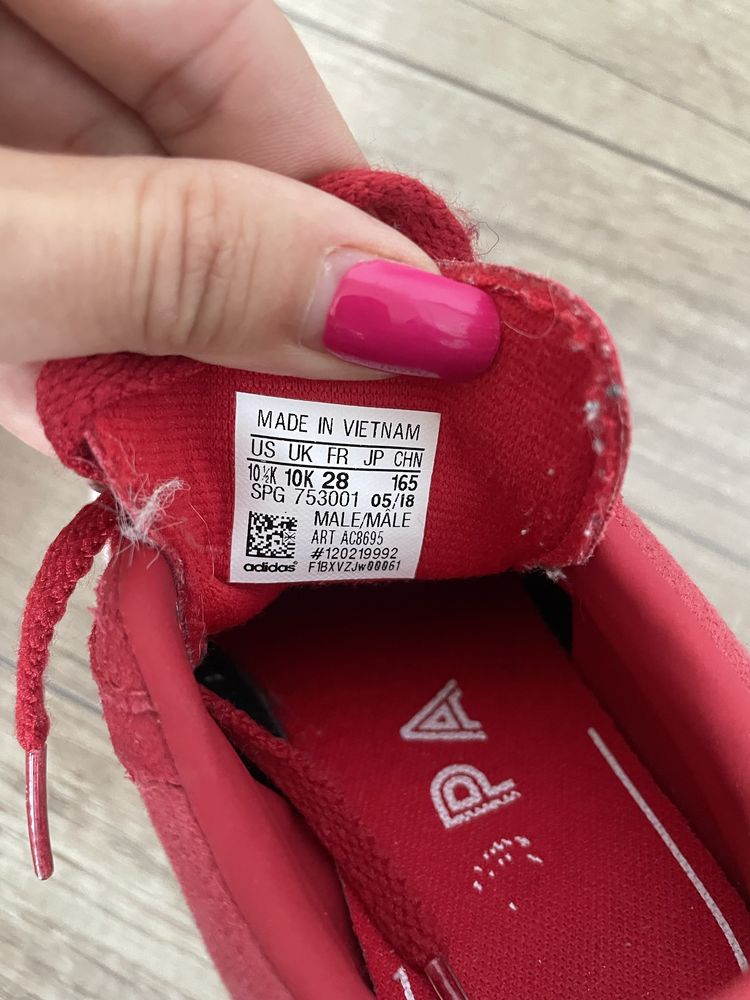 MADE IN VIETNAM
US UK FR JP CHN
10½K 10K 28 165
SPG 753001 05/18
MALE/MÂLE
ART AC8695
#120219992
adidas® F1BXVZJw00061
PA